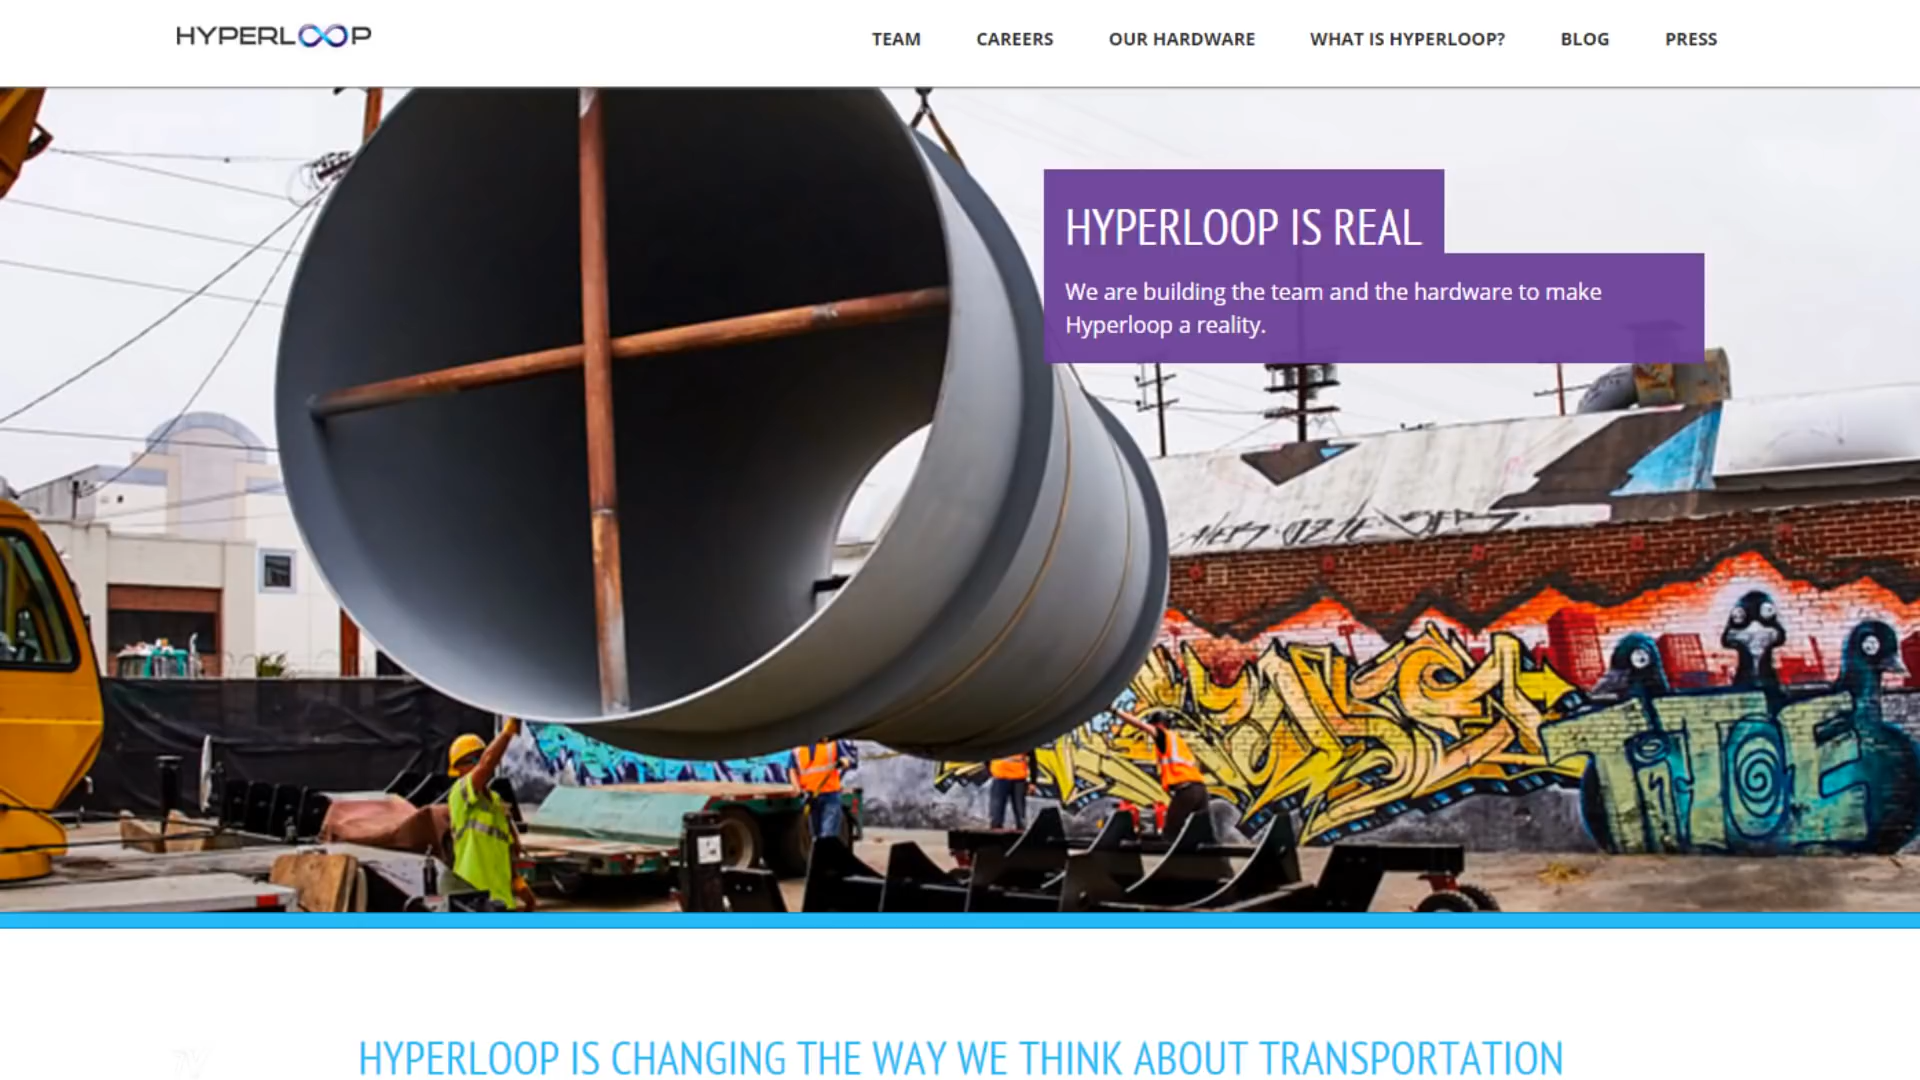 HYPERLOOP
TEAM CAREERS OUR HARDWARE WHAT IS HYPERLOOP? BLOG PRESS
HYPERLOOP IS REAL
We are building the team and the hardware to make
Hyperloop a reality.
HYPERLOOP IS CHANGING THE WAY WE THINK ABOUT TRANSPORTATION